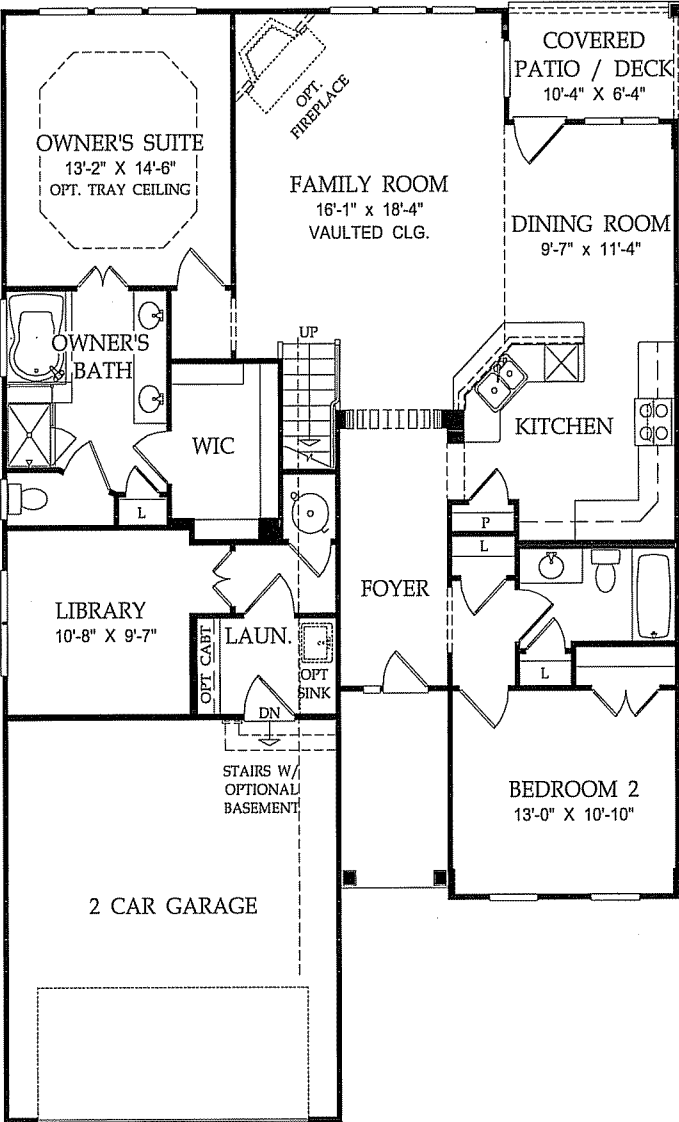 COVERED
PATIO / DECK
10'-4" X 6'-4"
OPT.
FIREPLACE
OWNER'S SUITE
13'-2" X 14'-6"
OPT. TRAY CEILING
FAMILY ROOM
16'-1" x 18'-4"
VAULTED CLG.
DINING ROOM
9'-7" x 11'-4"
OWNER'S
BATH
UP
WIC
KITCHEN
L
P
L
FOYER
LIBRARY
10'-8" X 9'-7"
LAUN.
OPT CABT
OPT
SINK
L
DN
STAIRS W/
OPTIONAL
BASEMENT
BEDROOM 2
13'-0" X 10'-10"
2 CAR GARAGE